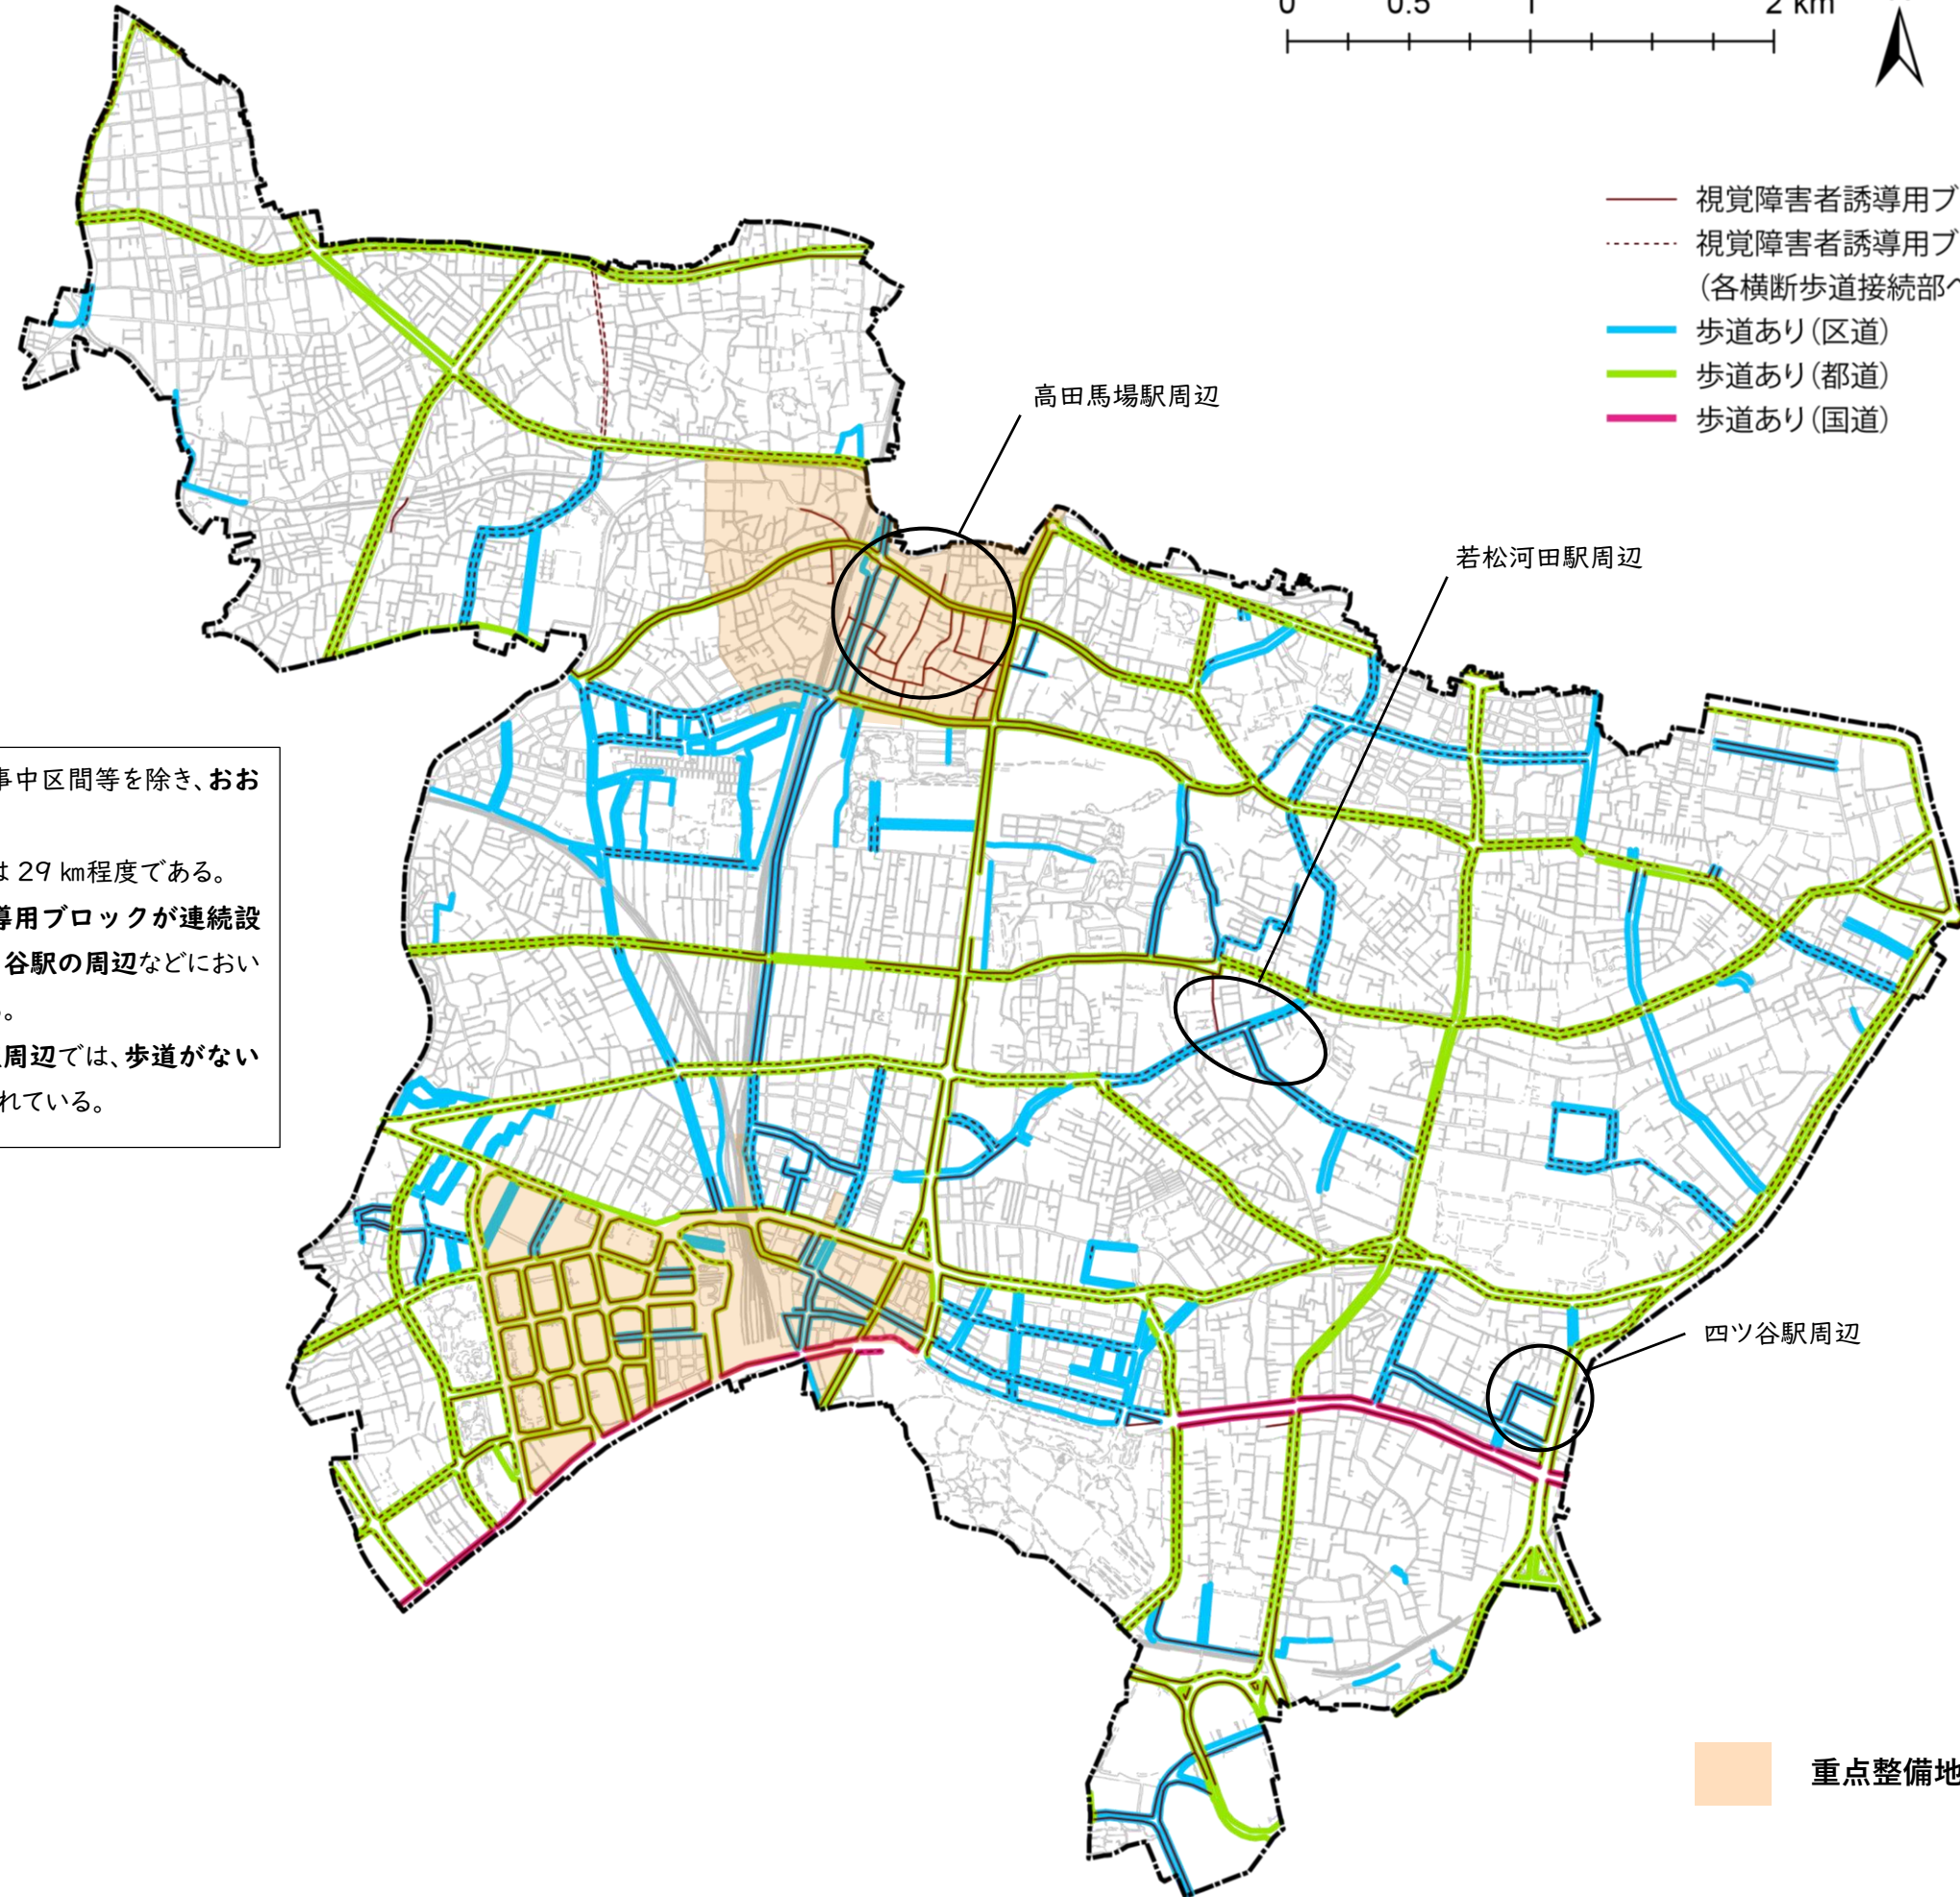 0 0.5 1 2 km
視覚障害者誘導用ブ
視覚障害者誘導用ブ
(各横断歩道接続部へ
歩道あり(区道)
歩道あり(都道)
歩道あり(国道)
高田馬場駅周辺
若松河田駅周辺
事中区間等を除き、おお
は 29 ㎞程度である。
導用ブロックが連続設
谷駅の周辺などにおい
。
周辺では、歩道がない
れている。
四ツ谷駅周辺
重点整備地